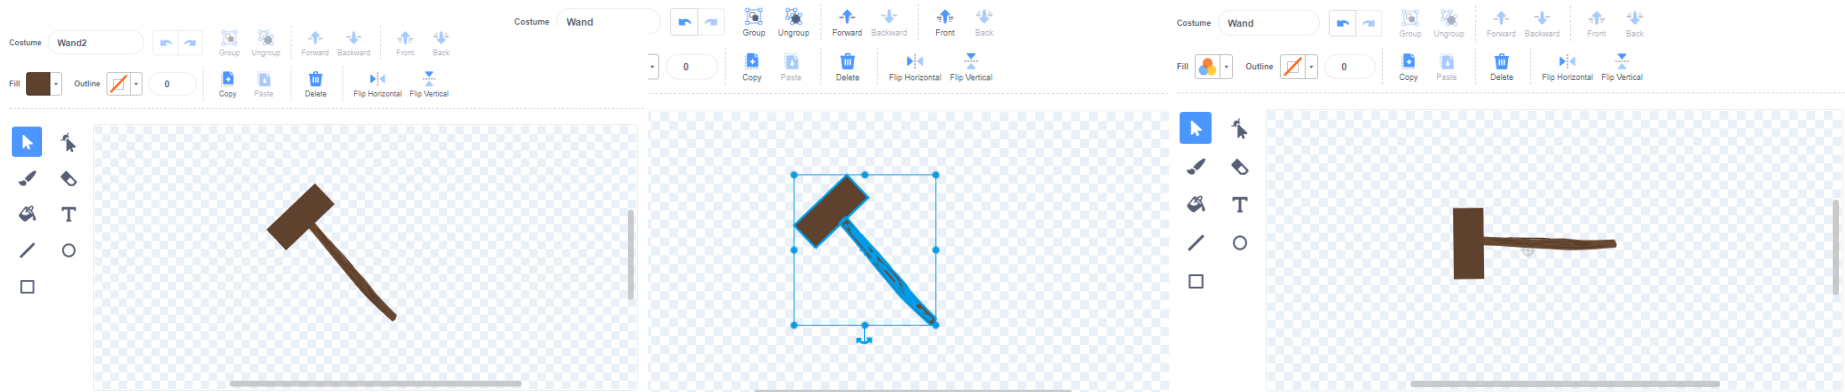 Costume Wand2
Group Ungroup Forward Backward Front Back
Fill Outline 0
Copy Paste Delete Flip Horizontal Flip Vertical
T
Costume Wand
Group Ungroup Forward Backward Front Back
0
Copy Paste Delete Flip Horizontal Flip Vertical
Costume Wand
Group Ungroup Forward Backward Front Back
Fill Outline 0
Copy Paste Delete Flip Horizontal Flip Vertical
T